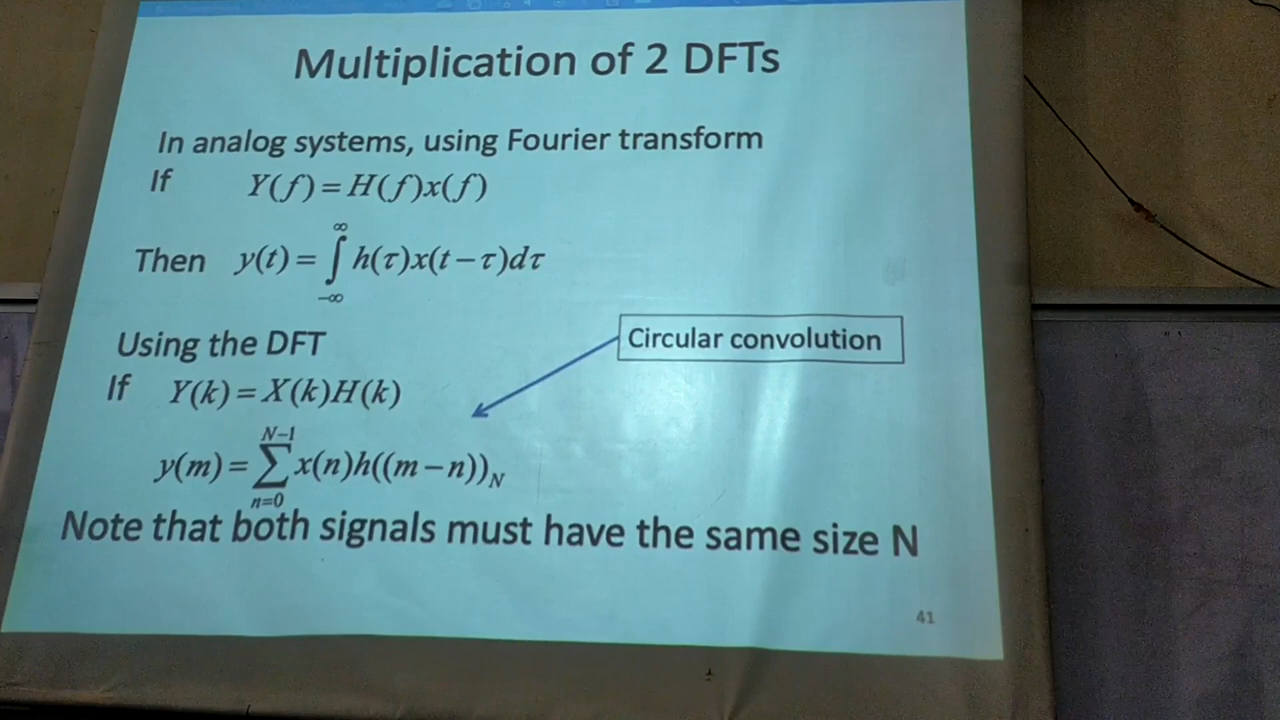 Multiplication of 2 DFTs
In analog systems, using Fourier transform
If Y(f)=H(f)x(f)
Then y(t)=∫_{-∞}^{∞} h(τ)x(t−τ)dτ
Using the DFT
Circular convolution
If Y(k)=X(k)H(k)
y(m)=∑_{n=0}^{N−1} x(n)h((m−n))_N
Note that both signals must have the same size N
41